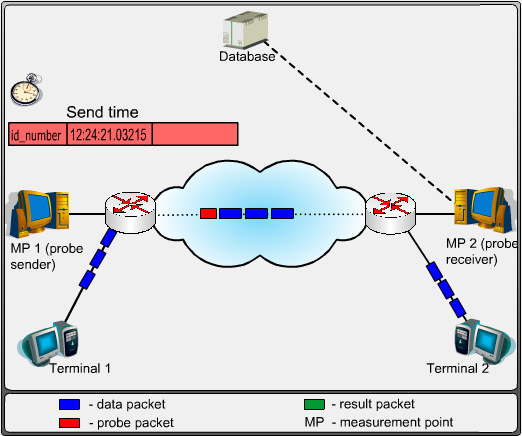 Database
Send time
id_number 12:24:21.03215
MP 1 (probe
sender)
MP 2 (probe
receiver)
Terminal 1
Terminal 2
- data packet
- result packet
- probe packet
MP - measurement point